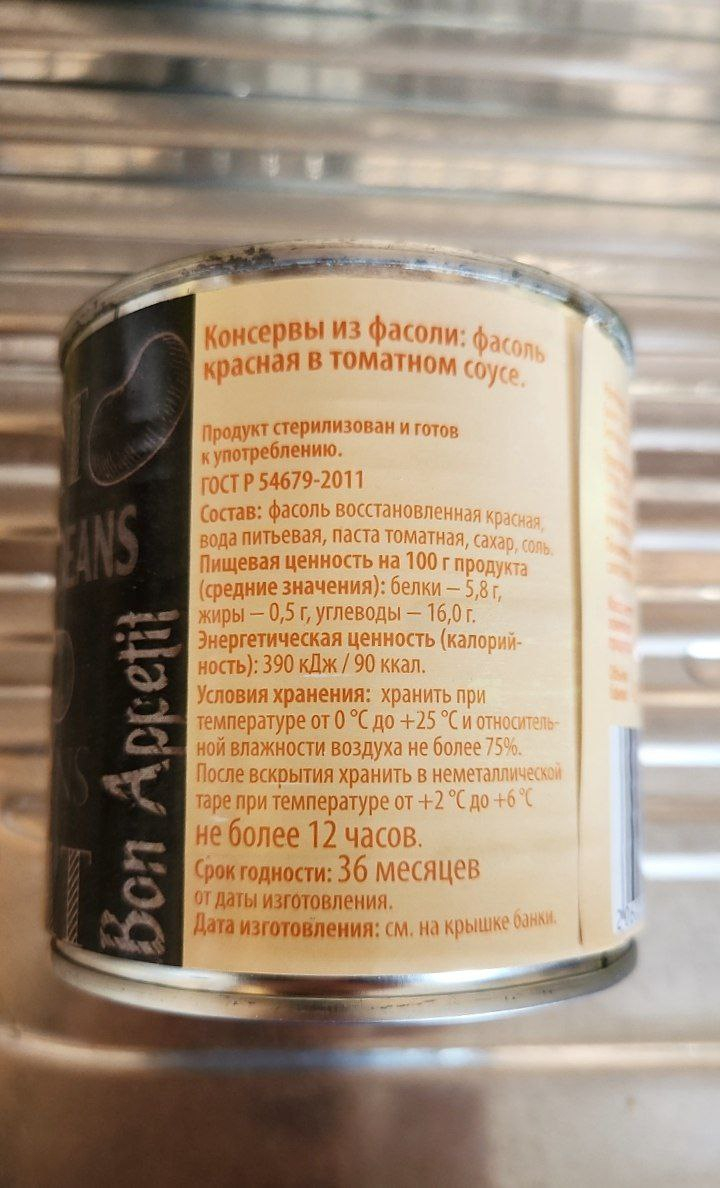 EANS
Bon Appetit
Консервы из фасоли: фасоль
красная в томатном соусе.
Продукт стерилизован и готов
к употреблению.
ГОСТ Р 54679-2011
Состав: фасоль восстановленная красная,
вода питьевая, паста томатная, сахар, соль.
Пищевая ценность на 100 г продукта
(средние значения): белки – 5,8 г,
жиры – 0,5 г, углеводы – 16,0 г.
Энергетическая ценность (калорий-
ность): 390 кДж / 90 ккал.
Условия хранения: хранить при
температуре от 0 °С до +25 °С и относитель-
ной влажности воздуха не более 75%.
После вскрытия хранить в неметаллической
таре при температуре от +2 °С до +6 °С
не более 12 часов.
Срок годности: 36 месяцев
от даты изготовления.
Дата изготовления: см. на крышке банки.